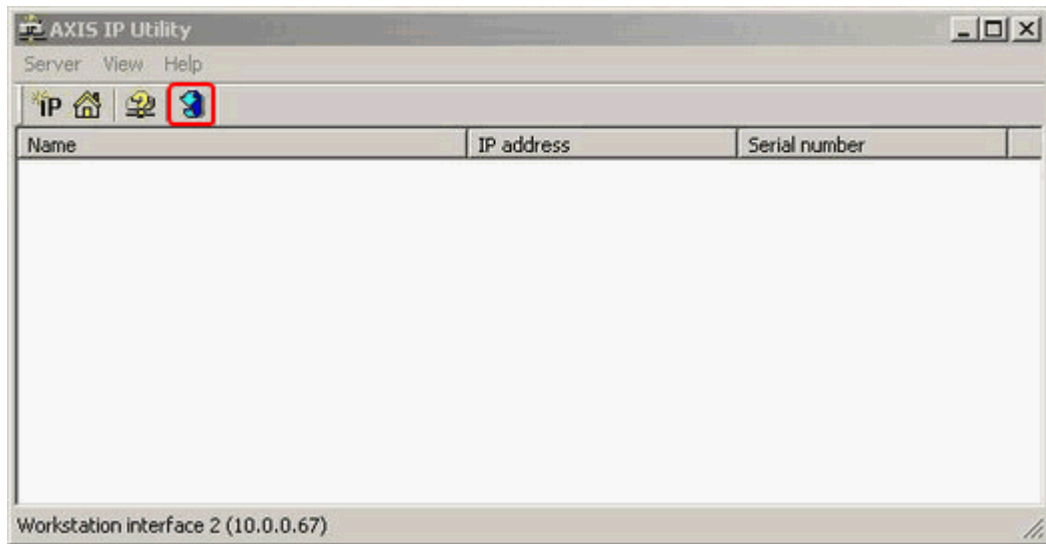 AXIS IP Utility
Server View Help
IP
Name IP address Serial number
Workstation interface 2 (10.0.0.67)